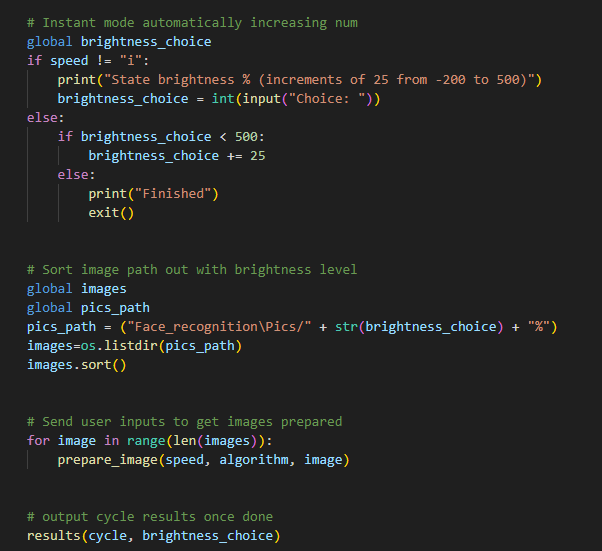 # Instant mode automatically increasing num
global brightness_choice
if speed != "i":
    print("State brightness % (increments of 25 from -200 to 500)")
    brightness_choice = int(input("Choice: "))
else:
    if brightness_choice < 500:
        brightness_choice += 25
    else:
        print("Finished")
        exit()
# Sort image path out with brightness level
global images
global pics_path
pics_path = ("Face_recognition\Pics/" + str(brightness_choice) + "%")
images=os.listdir(pics_path)
images.sort()
# Send user inputs to get images prepared
for image in range(len(images)):
    prepare_image(speed, algorithm, image)
# output cycle results once done
results(cycle, brightness_choice)